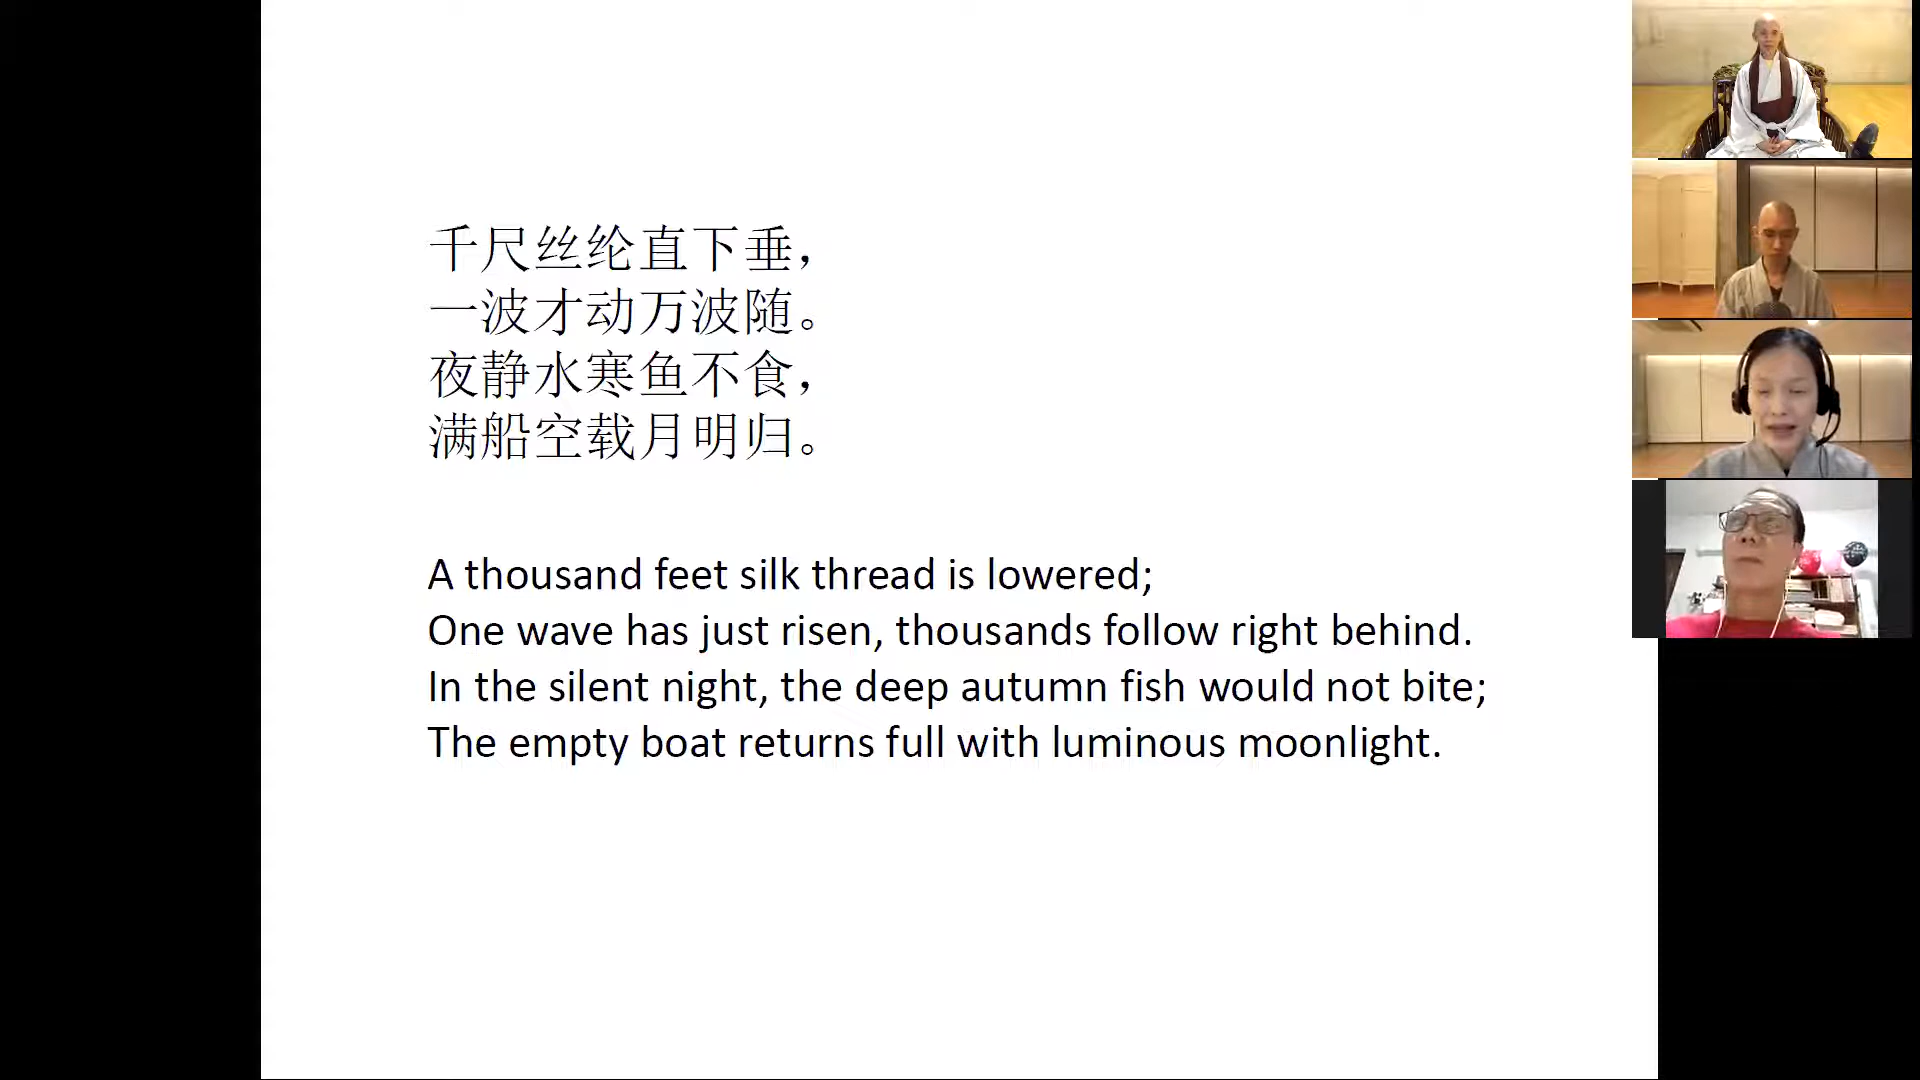 千尺丝纶直下垂，
一波才动万波随。
夜静水寒鱼不食，
满船空载月明归。
A thousand feet silk thread is lowered;
One wave has just risen, thousands follow right behind.
In the silent night, the deep autumn fish would not bite;
The empty boat returns full with luminous moonlight.